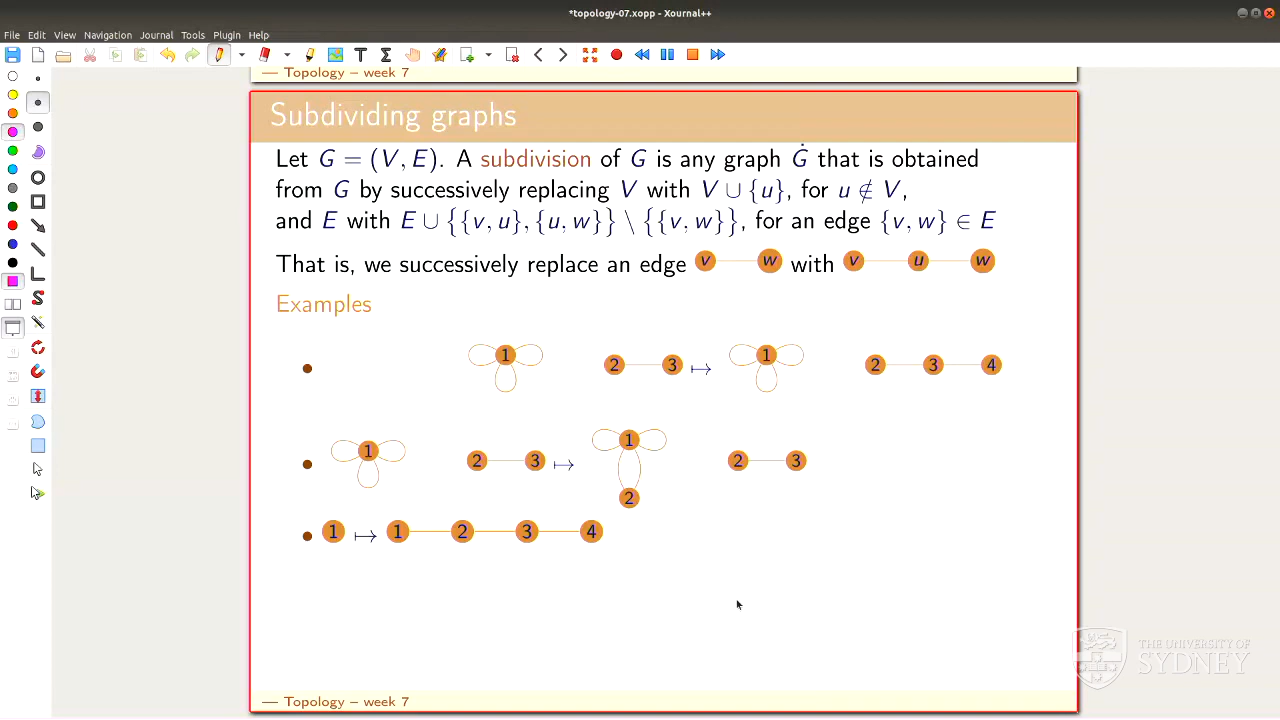 *topology-07.xopp - Xournal++
File Edit View Navigation Journal Tools Plugin Help
— Topology – week 7
Subdividing graphs
Let G = (V, E). A subdivision of G is any graph Ġ that is obtained
from G by successively replacing V with V ∪ {u}, for u ∉ V,
and E with E ∪ {{v, u}, {u, w}} \ {{v, w}}, for an edge {v, w} ∈ E
That is, we successively replace an edge v w with v u w
Examples
• 1 2 3 ↦ 1 2 3 4
• 1 2 3 ↦ 1 2 2 3
• 1 ↦ 1 2 3 4
THE UNIVERSITY OF
SYDNEY
— Topology – week 7